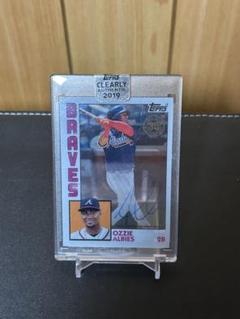 Topps
CLEARLY
AUTHENTIC
2019
Topps
BRAVES
OZZIE
ALBIES
2B